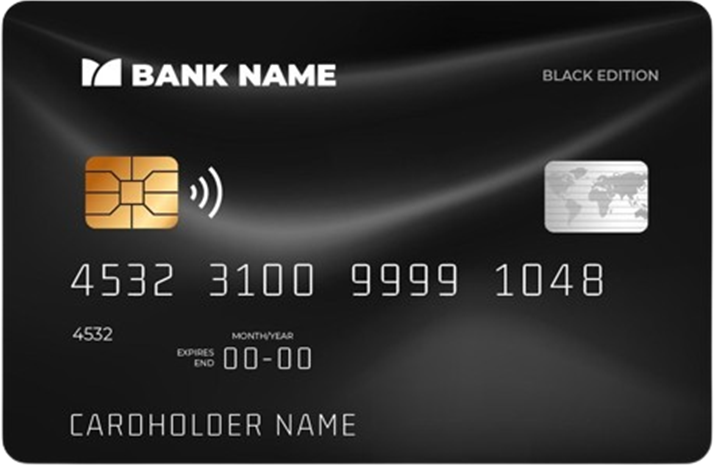 BANK NAME
BLACK EDITION
4532 3100 9999 1048
4532
MONTH/YEAR
EXPIRES
END
00-00
CARDHOLDER NAME